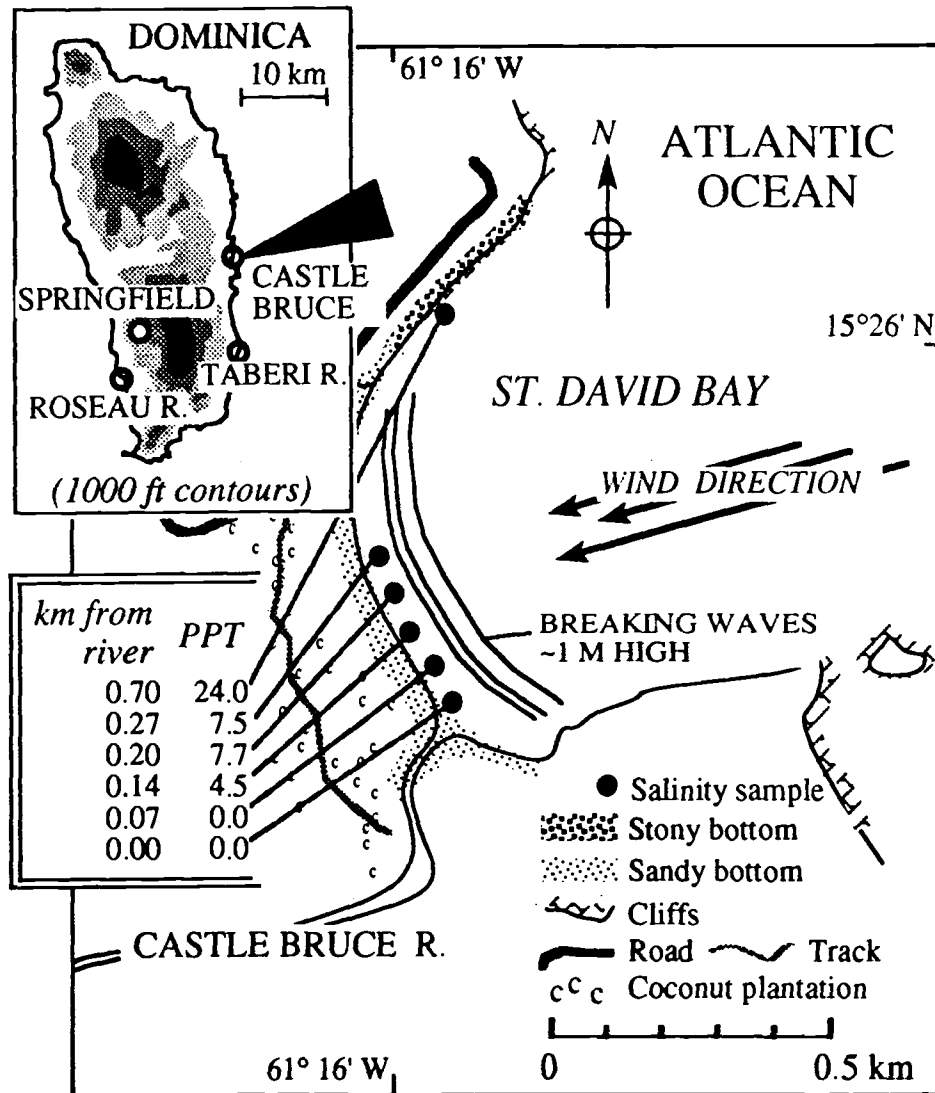 DOMINICA
10 km
CASTLE
BRUCE
SPRINGFIELD
TABERI R.
ROSEAU R.
(1000 ft contours)
61° 16' W
N
ATLANTIC
OCEAN
15°26' N
ST. DAVID BAY
WIND DIRECTION
BREAKING WAVES
~1 M HIGH
km from
river PPT
0.70 24.0
0.27 7.5
0.20 7.7
0.14 4.5
0.07 0.0
0.00 0.0
c c c c c c c c c c c c c c c c c c c c c c c c
CASTLE BRUCE R.
Salinity sample
Stony bottom
Sandy bottom
Cliffs
Road Track
c c c Coconut plantation
61° 16' W
0 0.5 km